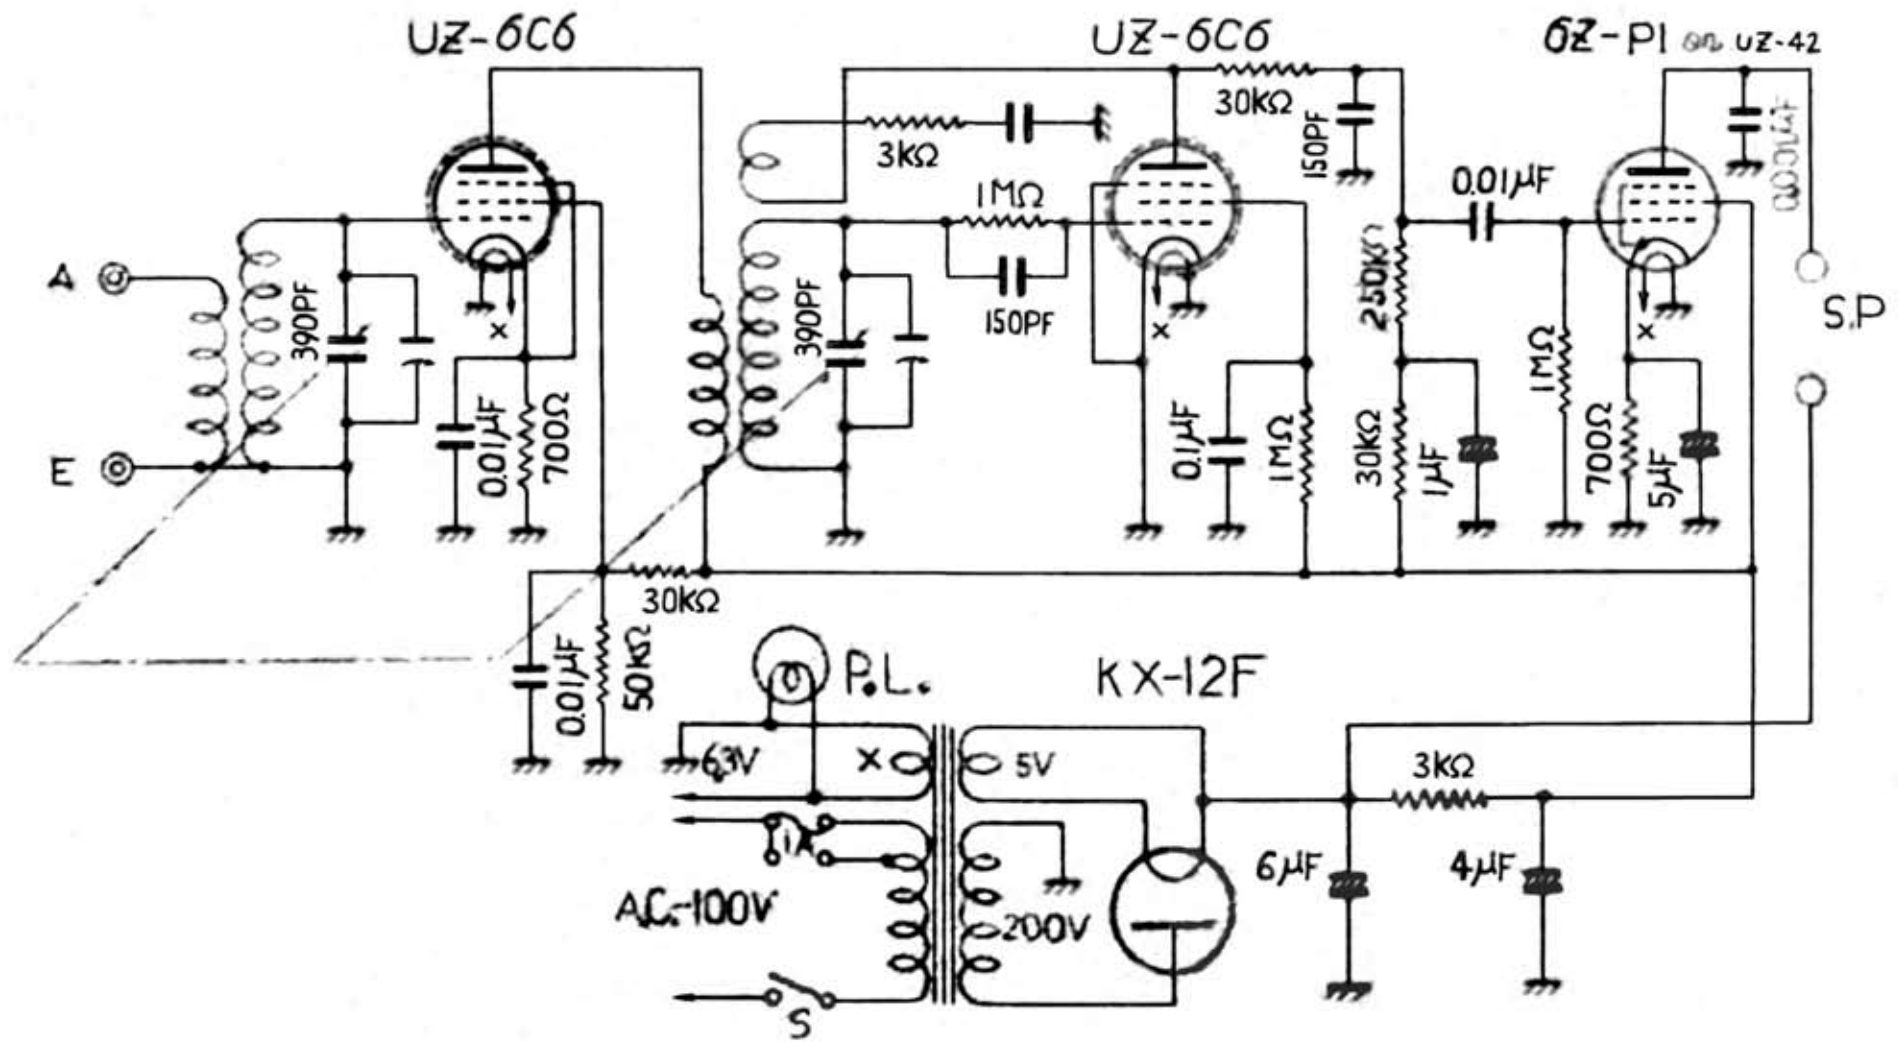 UZ-6C6
UZ-6C6
6Z-P1 or UZ-42
30KΩ
150PF
3KΩ
1MΩ
150PF
0.01μF
A
390PF
390PF
250KΩ
S.P
X
X
X
1MΩ
E
0.01μF
700Ω
0.1μF
1MΩ
30KΩ
1μF
700Ω
5μF
30KΩ
0.01μF
50KΩ
P.L.
KX-12F
6.3V
X
5V
3KΩ
1A
6μF
4μF
A.C.-100V
200V
S